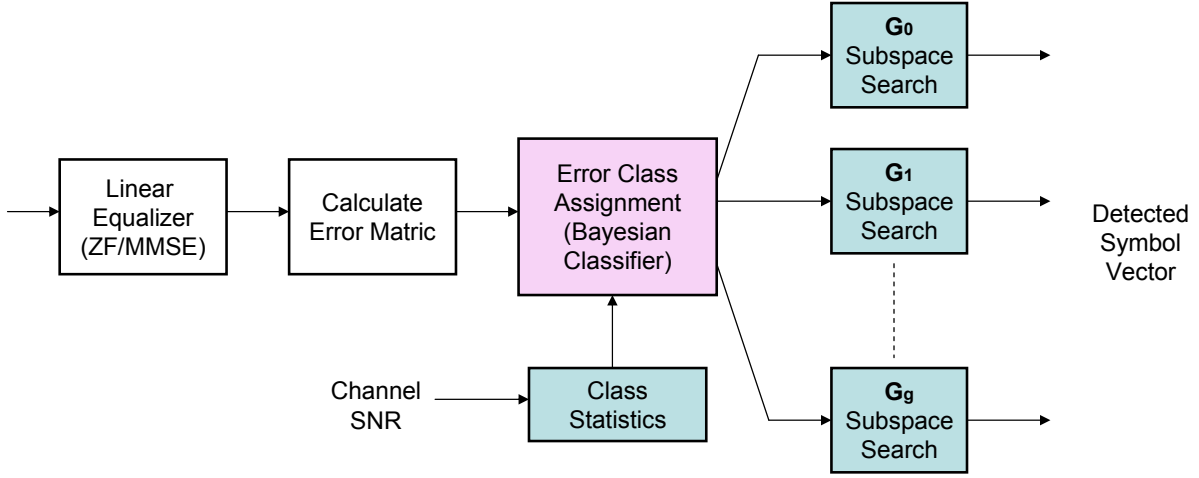 Linear
Equalizer
(ZF/MMSE)
Calculate
Error Matric
Error Class
Assignment
(Bayesian
Classifier)
Channel
SNR
Class
Statistics
G0
Subspace
Search
G1
Subspace
Search
Gg
Subspace
Search
Detected
Symbol
Vector